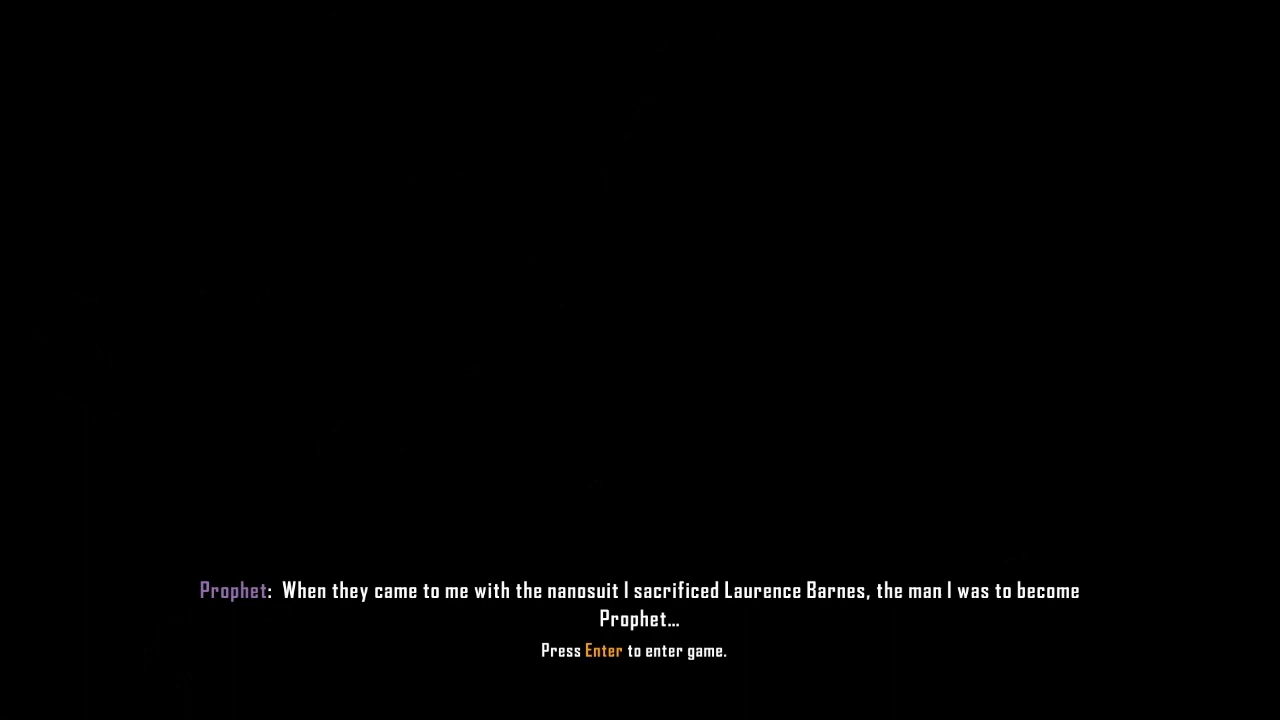 Prophet: When they came to me with the nanosuit I sacrificed Laurence Barnes, the man I was to become
Prophet...
Press Enter to enter game.